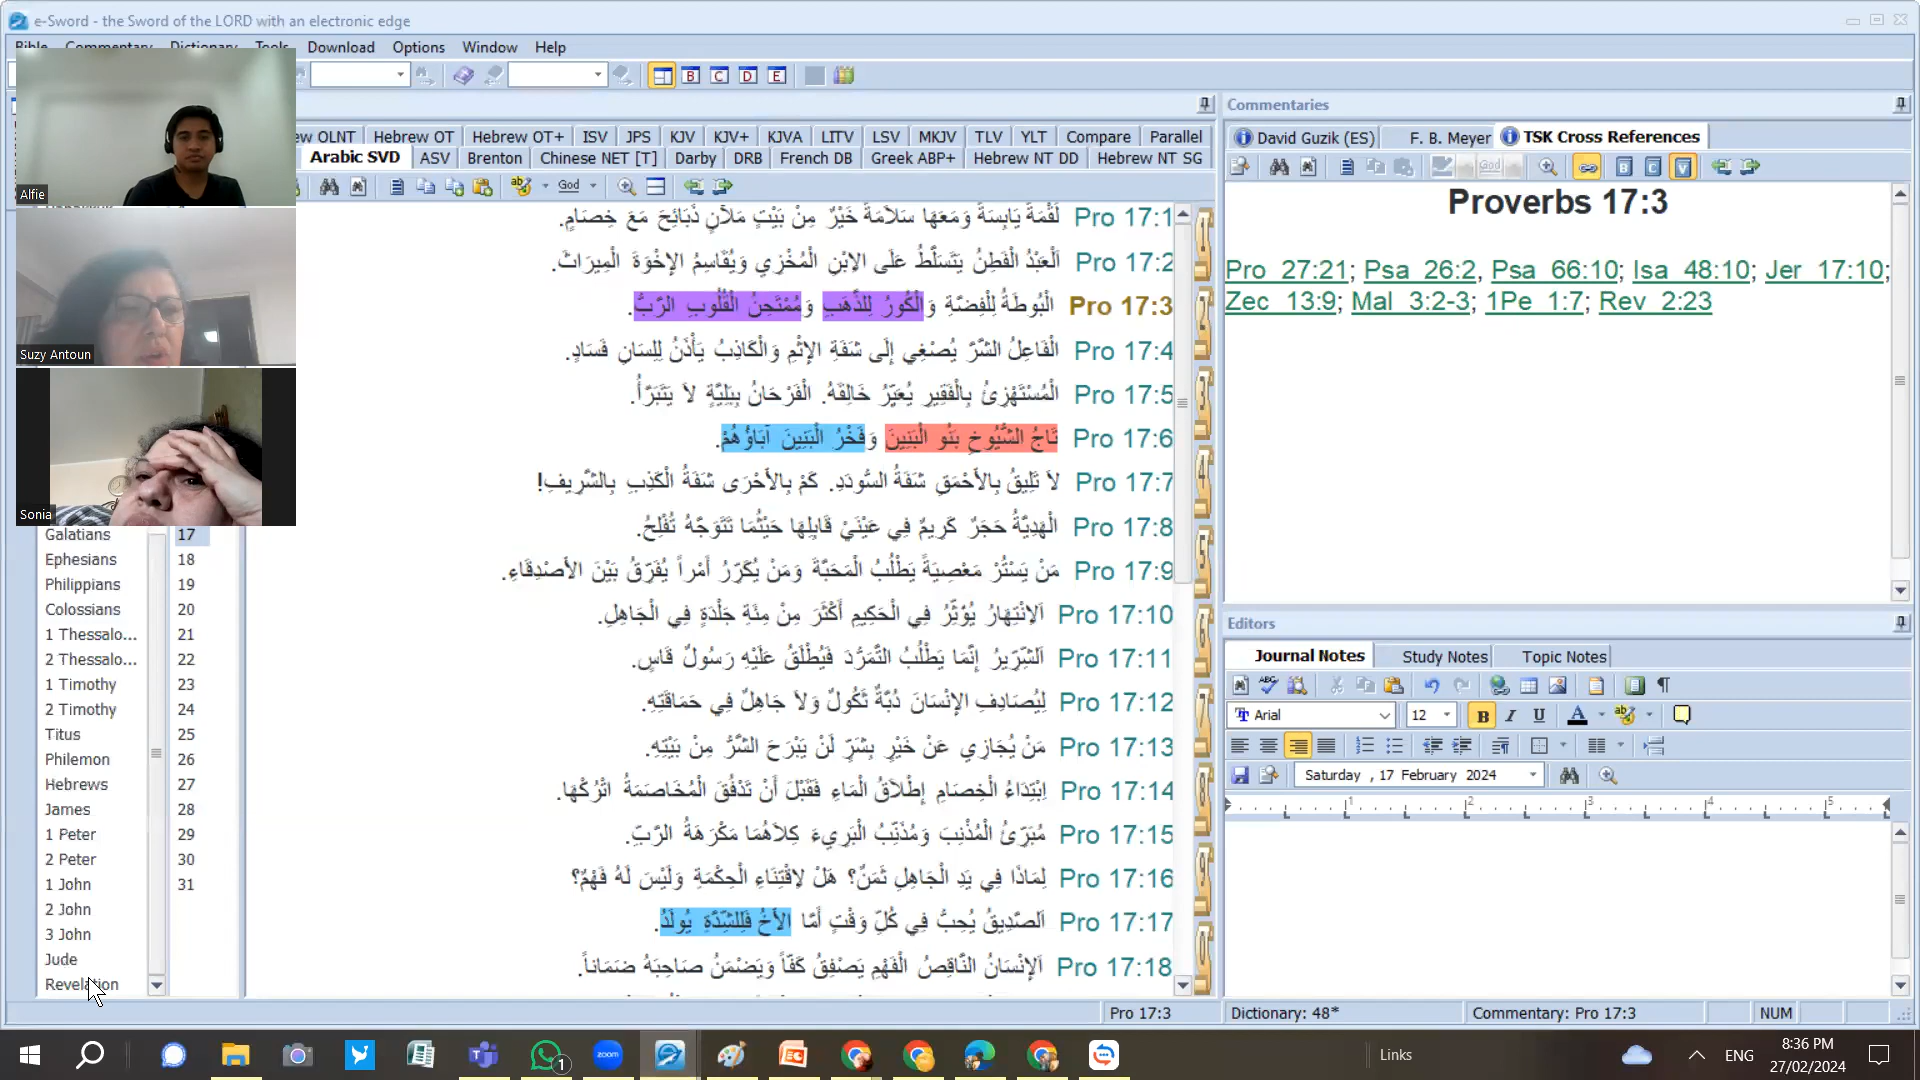 e-Sword - the Sword of the LORD with an electronic edge
Bible Commentary Dictionary Tools Download Options Window Help
Commentaries
ew OLNT Hebrew OT Hebrew OT+ ISV JPS KJV KJV+ KJVA LITV LSV MKJV TLV YLT Compare Parallel
Arabic SVD ASV Brenton Chinese NET [T] Darby DRB French DB Greek ABP+ Hebrew NT DD Hebrew NT SG
David Guzik (ES) F. B. Meyer TSK Cross References
Alfie
Suzy Antoun
Sonia
Pro 17:1 لُقْمَةٌ يَابِسَةٌ وَمَعَهَا سَلاَمَةٌ خَيْرٌ مِنْ بَيْتٍ مَلآنٍ ذَبَائِحَ مَعَ خِصَامٍ.
Pro 17:2 اَلْعَبْدُ الْفَطِنُ يَتَسَلَّطُ عَلَى الاِبْنِ الْمُخْزِي وَيُقَاسِمُ الإِخْوَةَ الْمِيرَاثَ.
Pro 17:3 الْبُوطَةُ لِلْفِضَّةِ وَالْكُورُ لِلذَّهَبِ وَمُمْتَحِنُ الْقُلُوبِ الرَّبُّ.
Pro 17:4 الْفَاعِلُ الشَّرَّ يُصْغِي إِلَى شَفَةِ الإِثْمِ وَالْكَاذِبُ يَأْذَنُ لِلِسَانِ فَسَادٍ.
Pro 17:5 الْمُسْتَهْزِئُ بِالْفَقِيرِ يُعَيِّرُ خَالِقَهُ. الْفَرْحَانُ بِبَلِيَّةٍ لاَ يَتَبَرَّأُ.
Pro 17:6 تَاجُ الشُّيُوخِ بَنُو الْبَنِينَ وَفَخْرُ الْبَنِينَ آبَاؤُهُمْ.
Pro 17:7 لاَ تَلِيقُ بِالأَحْمَقِ شَفَةُ السُّودَدِ. كَمْ بِالأَحْرَى شَفَةُ الْكَذِبِ بِالشَّرِيفِ!
Pro 17:8 الْهَدِيَّةُ حَجَرٌ كَرِيمٌ فِي عَيْنَيْ قَابِلِهَا حَيْثُمَا تَتَوَجَّهُ تُفْلِحُ.
Pro 17:9 مَنْ يَسْتُرْ مَعْصِيَةً يَطْلُبُ الْمَحَبَّةَ وَمَنْ يُكَرِّرُ أَمْراً يُفَرِّقُ بَيْنَ الأَصْدِقَاءِ.
Pro 17:10 اَلاِنْتِهَارُ يُؤَثِّرُ فِي الْحَكِيمِ أَكْثَرَ مِنْ مِئَةِ جَلْدَةٍ فِي الْجَاهِلِ.
Pro 17:11 اَلشِّرِّيرُ إِنَّمَا يَطْلُبُ التَّمَرُّدَ فَيُطْلَقُ عَلَيْهِ رَسُولٌ قَاسٍ.
Pro 17:12 لِيُصَادِفِ الإِنْسَانَ دُبَّةٌ ثَكُولٌ وَلاَ جَاهِلٌ فِي حَمَاقَتِهِ.
Pro 17:13 مَنْ يُجَازِي عَنْ خَيْرٍ بِشَرٍّ لَنْ يَبْرَحَ الشَّرُّ مِنْ بَيْتِهِ.
Pro 17:14 اِبْتِدَاءُ الْخِصَامِ إِطْلاَقُ الْمَاءِ فَقَبْلَ أَنْ تَدْفُقَ الْمُخَاصَمَةُ اتْرُكْهَا.
Pro 17:15 مُبَرِّئُ الْمُذْنِبَ وَمُذَنِّبُ الْبَرِيءَ كِلاَهُمَا مَكْرَهَةُ الرَّبِّ.
Pro 17:16 لِمَاذَا فِي يَدِ الْجَاهِلِ ثَمَنٌ؟ هَلْ لاِقْتِنَاءِ الْحِكْمَةِ وَلَيْسَ لَهُ فَهْمٌ؟
Pro 17:17 اَلصَّدِيقُ يُحِبُّ فِي كُلِّ وَقْتٍ أَمَّا الأَخُ فَلِلشِّدَّةِ يُولَدُ.
Pro 17:18 اَلإِنْسَانُ النَّاقِصُ الْفَهْمِ يَصْفِقُ كَفّاً وَيَضْمَنُ صَاحِبَهُ ضَمَاناً.
Galatians 17
Ephesians 18
Philippians 19
Colossians 20
1 Thessalo... 21
2 Thessalo... 22
1 Timothy 23
2 Timothy 24
Titus 25
Philemon 26
Hebrews 27
James 28
1 Peter 29
2 Peter 30
1 John 31
2 John
3 John
Jude
Revelation
Proverbs 17:3
Pro 27:21; Psa 26:2, Psa 66:10; Isa 48:10; Jer 17:10;
Zec 13:9; Mal 3:2-3; 1Pe 1:7; Rev 2:23
Editors
Journal Notes Study Notes Topic Notes
Arial 12 B I U A
Saturday , 17 February 2024
1 2 3 4 5
Pro 17:3 Dictionary: 48* Commentary: Pro 17:3 NUM
Links ENG 8:36 PM
27/02/2024